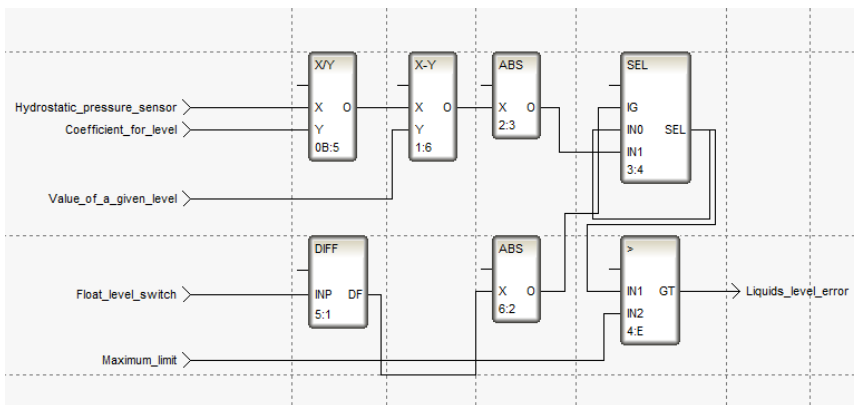 X/Y
X-Y
ABS
SEL
Hydrostatic_pressure_sensor
X O
X O
X O
IG
Coefficient_for_level
Y
Y
2:3
IN0 SEL
0B:5
1:6
IN1
3:4
Value_of_a_given_level
DIFF
ABS
>
Float_level_switch
INP DF
X O
IN1 GT
Liquids_level_error
5:1
6:2
IN2
4:E
Maximum_limit